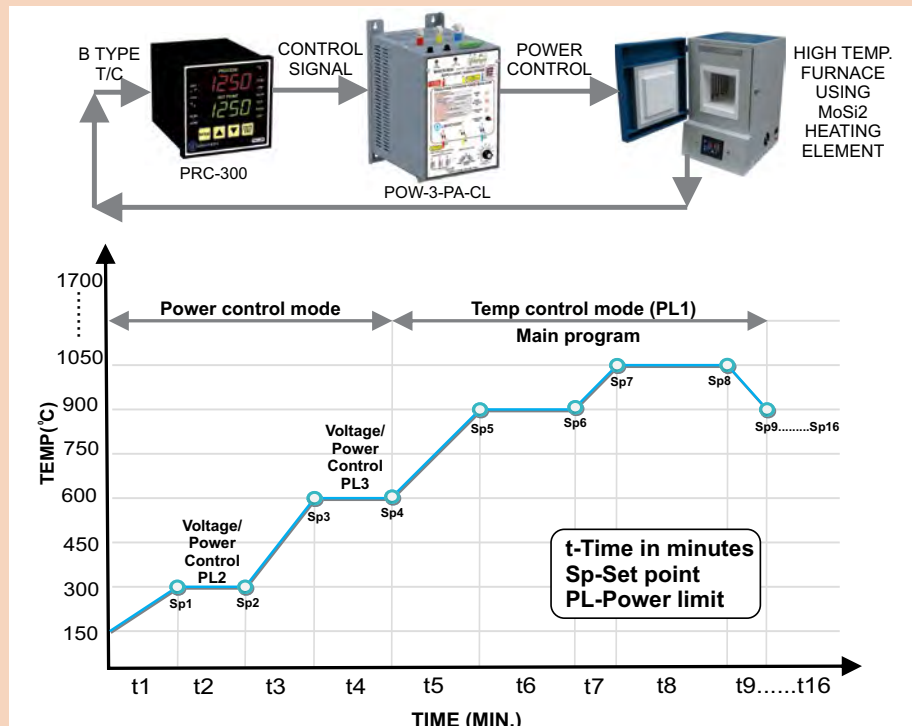 B TYPE
T/C
CONTROL
SIGNAL
POWER
CONTROL
HIGH TEMP.
FURNACE
USING
MoSi2
HEATING
ELEMENT
1250
1250
PRC-300
POW-3-PA-CL
Power control mode
Temp control mode (PL1)
Main program
TEMP(°C)
1700
1050
900
750
600
450
300
150
Sp1
Sp2
Sp3
Sp4
Sp5
Sp6
Sp7
Sp8
Sp9.........Sp16
Voltage/
Power
Control
PL2
Voltage/
Power
Control
PL3
t-Time in minutes
Sp-Set point
PL-Power limit
t1 t2 t3 t4 t5 t6 t7 t8 t9......t16
TIME (MIN.)